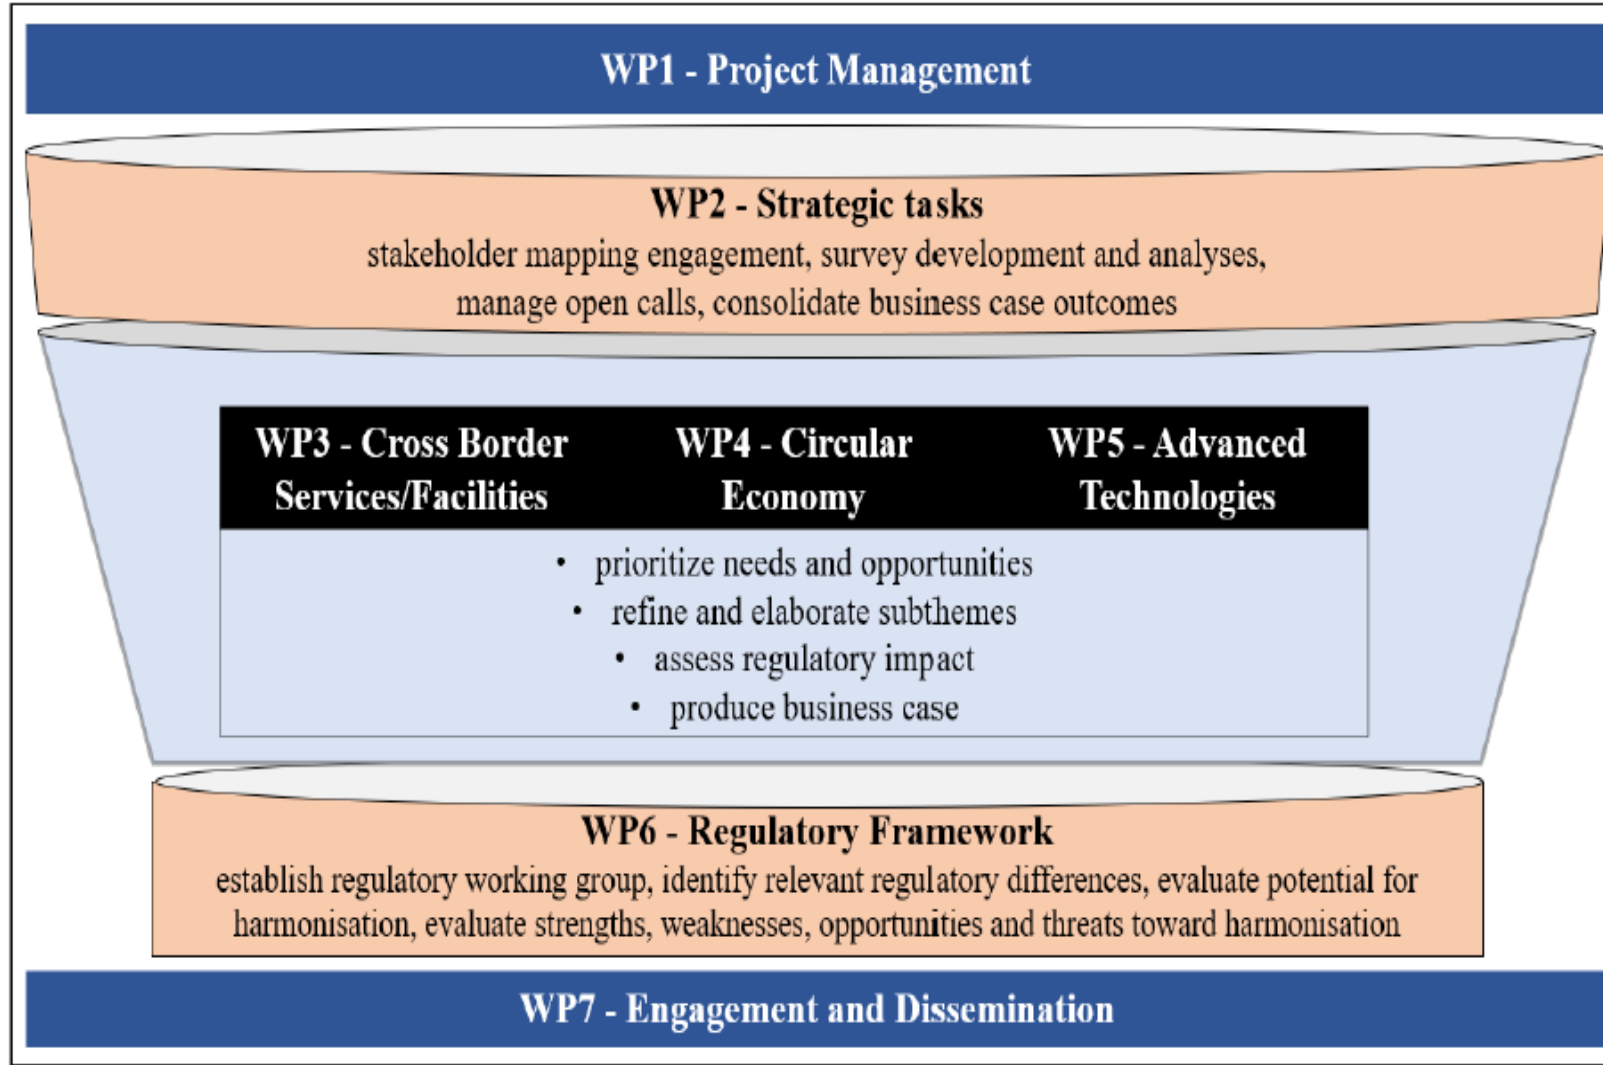 WP1 - Project Management
WP2 - Strategic tasks
stakeholder mapping engagement, survey development and analyses,
manage open calls, consolidate business case outcomes
WP3 - Cross Border Services/Facilities
WP4 - Circular Economy
WP5 - Advanced Technologies
• prioritize needs and opportunities
• refine and elaborate subthemes
• assess regulatory impact
• produce business case
WP6 - Regulatory Framework
establish regulatory working group, identify relevant regulatory differences, evaluate potential for
harmonisation, evaluate strengths, weaknesses, opportunities and threats toward harmonisation
WP7 - Engagement and Dissemination